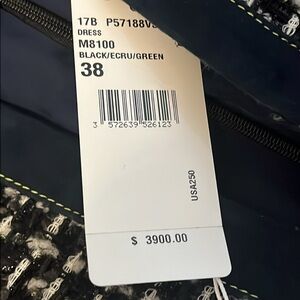 17B P57188V
DRESS
M8100
BLACK/ECRU/GREEN
38
3 572639 526123
USA250
$ 3900.00